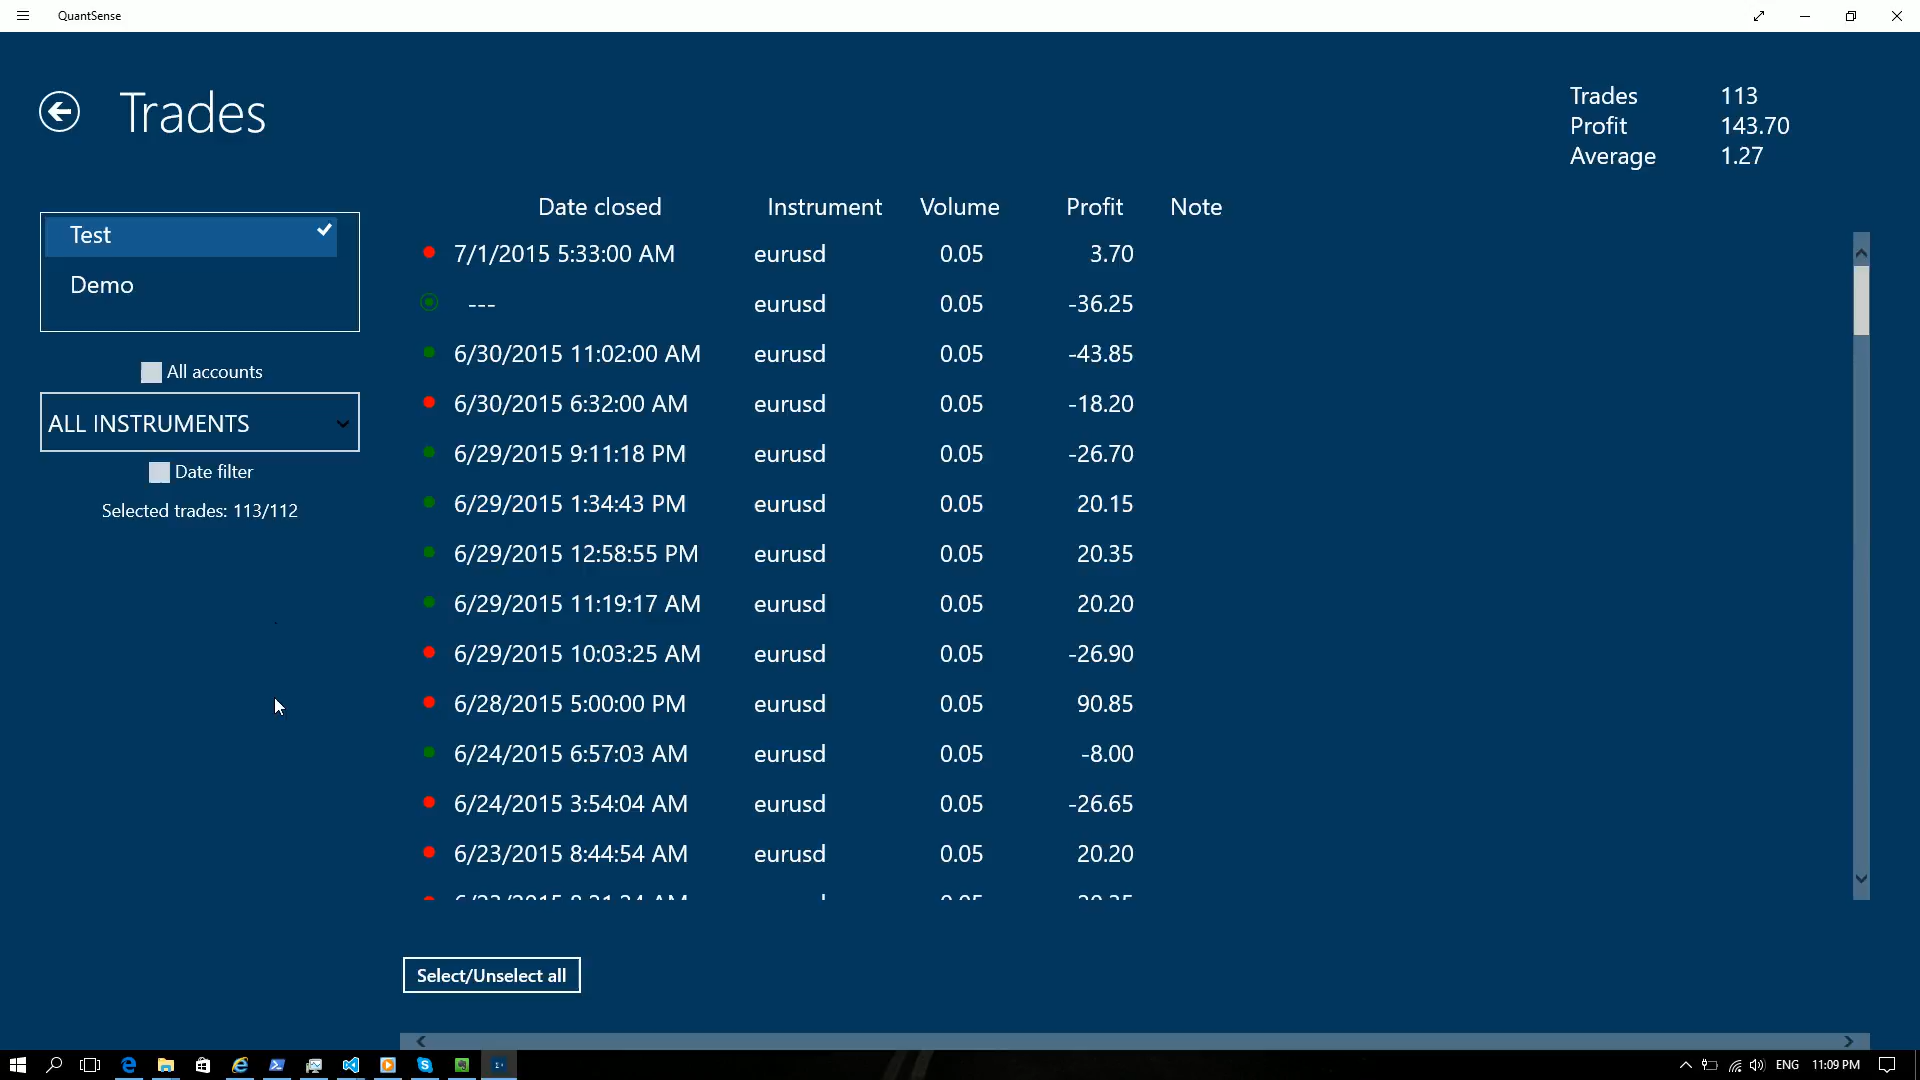 QuantSense
Trades
Trades 113
Profit 143.70
Average 1.27
Test
Demo
All accounts
ALL INSTRUMENTS
Date filter
Selected trades: 113/112
Date closed Instrument Volume Profit Note
7/1/2015 5:33:00 AM eurusd 0.05 3.70
--- eurusd 0.05 -36.25
6/30/2015 11:02:00 AM eurusd 0.05 -43.85
6/30/2015 6:32:00 AM eurusd 0.05 -18.20
6/29/2015 9:11:18 PM eurusd 0.05 -26.70
6/29/2015 1:34:43 PM eurusd 0.05 20.15
6/29/2015 12:58:55 PM eurusd 0.05 20.35
6/29/2015 11:19:17 AM eurusd 0.05 20.20
6/29/2015 10:03:25 AM eurusd 0.05 -26.90
6/28/2015 5:00:00 PM eurusd 0.05 90.85
6/24/2015 6:57:03 AM eurusd 0.05 -8.00
6/24/2015 3:54:04 AM eurusd 0.05 -26.65
6/23/2015 8:44:54 AM eurusd 0.05 20.20
Select/Unselect all
ENG 11:09 PM